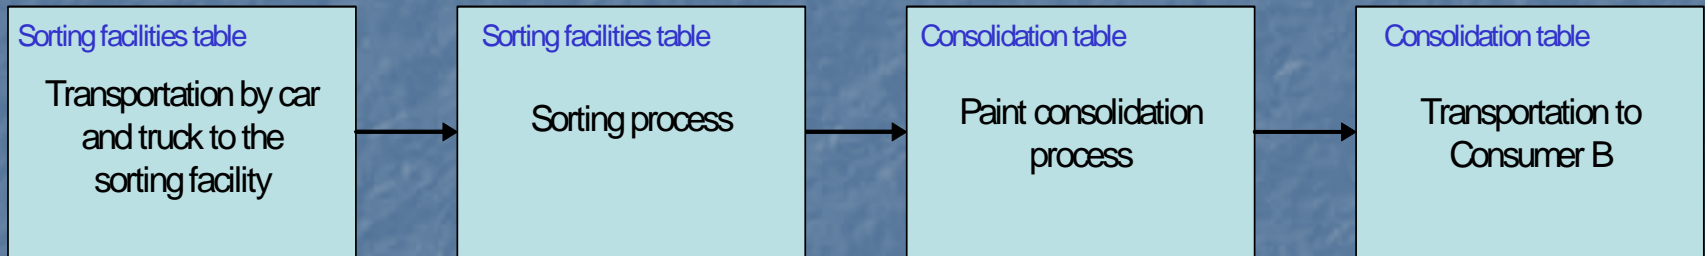 Sorting facilities table
Transportation by car
and truck to the
sorting facility
Sorting facilities table
Sorting process
Consolidation table
Paint consolidation
process
Consolidation table
Transportation to
Consumer B